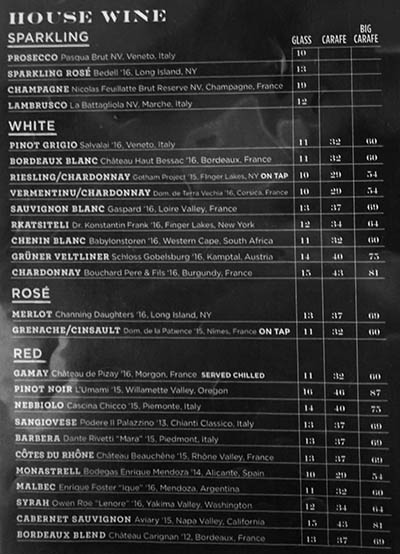 HOUSE WINE
SPARKLING
GLASS CARAFE BIG CARAFE
PROSECCO Pasqua Brut NV, Veneto, Italy 10
SPARKLING ROSÉ Bedell '16, Long Island, NY 13
CHAMPAGNE Nicolas Feuillatte Brut Reserve NV, Champagne, France 19
LAMBRUSCO La Battagliola NV, Marche, Italy 12
WHITE
PINOT GRIGIO Salvalai '16, Veneto, Italy 11 32 60
BORDEAUX BLANC Château Haut Bessac '16, Bordeaux, France 11 32 60
RIESLING/CHARDONNAY Gotham Project '15, Finger Lakes, NY ON TAP 10 29 54
VERMENTINU/CHARDONNAY Dom. de Terra Vechia '16, Corsica, France 10 29 54
SAUVIGNON BLANC Gaspard '16, Loire Valley, France 13 37 69
RKATSITELI Dr. Konstantin Frank '16, Finger Lakes, New York 12 34 64
CHENIN BLANC Babylonstoren '16, Western Cape, South Africa 11 32 60
GRÜNER VELTLINER Schloss Gobelsburg '16, Kamptal, Austria 14 40 75
CHARDONNAY Bouchard Pere & Fils '16, Burgundy, France 15 43 81
ROSÉ
MERLOT Channing Daughters '16, Long Island, NY 13 37 69
GRENACHE/CINSAULT Dom. de la Patience '15, Nimes, France ON TAP 11 32 60
RED
GAMAY Château de Pizay '16, Morgon, France SERVED CHILLED 11 32 60
PINOT NOIR L'Umami '15, Willamette Valley, Oregon 16 46 87
NEBBIOLO Cascina Chicco '15, Piemonte, Italy 14 40 75
SANGIOVESE Podere Il Palazzino '13, Chianti Classico, Italy 13 37 69
BARBERA Dante Rivetti "Mara" '15, Piedmont, Italy 13 37 69
CÔTES DU RHÔNE Château Beauchêne '15, Rhône Valley, France 13 37 69
MONASTRELL Bodegas Enrique Mendoza '14, Alicante, Spain 10 29 54
MALBEC Enrique Foster "Ique" '16, Mendoza, Argentina 11 32 60
SYRAH Owen Roe "Lenore" '16, Yakima Valley, Washington 12 34 64
CABERNET SAUVIGNON Aviary '15, Napa Valley, California 15 43 81
BORDEAUX BLEND Château Carignan '12, Bordeaux, France 13 37 69